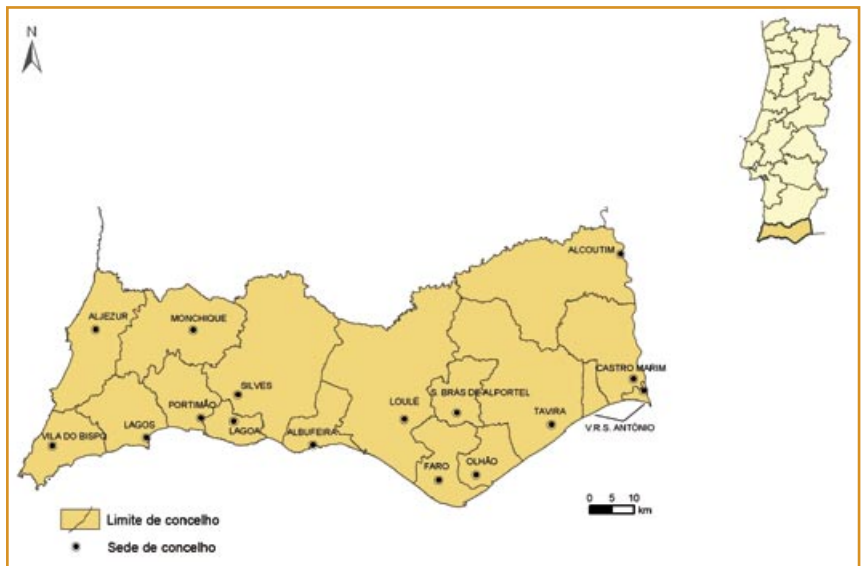 N
ALCOUTIM
ALJEZUR
MONCHIQUE
CASTRO MARIM
SILVES
S. BRÁS DE ALPORTEL
PORTIMÃO
LOULÉ
TAVIRA
LAGOS
LAGOA
V.R.S. ANTÓNIO
VILA DO BISPO
ALBUFEIRA
FARO
OLHÃO
0 5 10
km
Limite de concelho
Sede de concelho